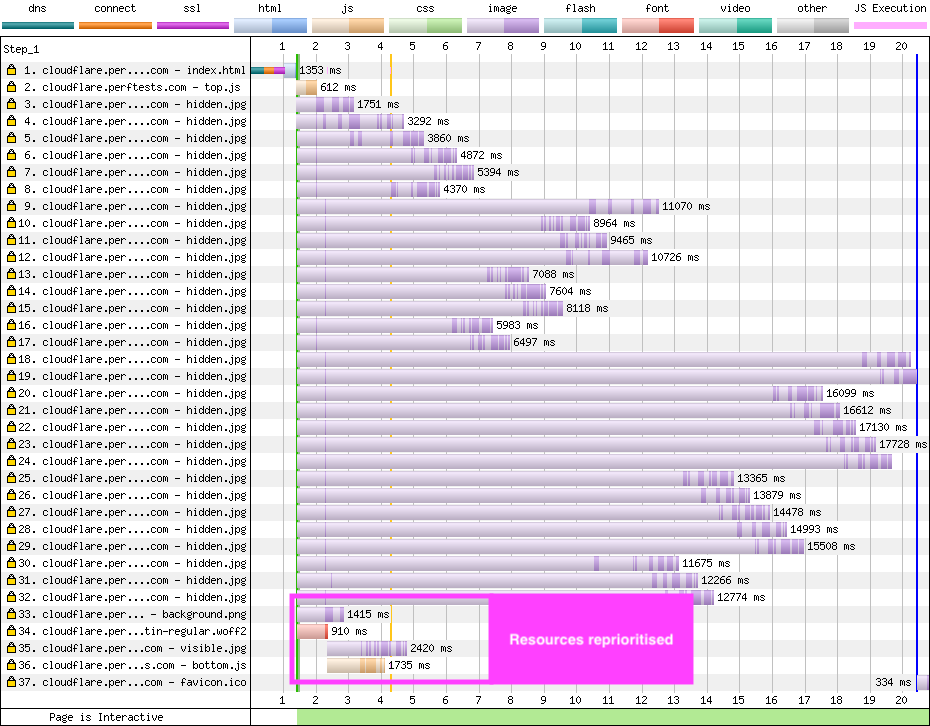 dns connect ssl html js css image flash font video other JS Execution
Step_1 1 2 3 4 5 6 7 8 9 10 11 12 13 14 15 16 17 18 19 20
1. cloudflare.per....com - index.html 1353 ms
2. cloudflare.perftests.com - top.js 612 ms
3. cloudflare.per....com - hidden.jpg 1751 ms
4. cloudflare.per....com - hidden.jpg 3292 ms
5. cloudflare.per....com - hidden.jpg 3860 ms
6. cloudflare.per....com - hidden.jpg 4872 ms
7. cloudflare.per....com - hidden.jpg 5394 ms
8. cloudflare.per....com - hidden.jpg 4370 ms
9. cloudflare.per....com - hidden.jpg 11070 ms
10. cloudflare.per....com - hidden.jpg 8964 ms
11. cloudflare.per....com - hidden.jpg 9465 ms
12. cloudflare.per....com - hidden.jpg 10726 ms
13. cloudflare.per....com - hidden.jpg 7088 ms
14. cloudflare.per....com - hidden.jpg 7604 ms
15. cloudflare.per....com - hidden.jpg 8118 ms
16. cloudflare.per....com - hidden.jpg 5983 ms
17. cloudflare.per....com - hidden.jpg 6497 ms
18. cloudflare.per....com - hidden.jpg
19. cloudflare.per....com - hidden.jpg
20. cloudflare.per....com - hidden.jpg 16099 ms
21. cloudflare.per....com - hidden.jpg 16612 ms
22. cloudflare.per....com - hidden.jpg 17130 ms
23. cloudflare.per....com - hidden.jpg 17728 ms
24. cloudflare.per....com - hidden.jpg
25. cloudflare.per....com - hidden.jpg 13365 ms
26. cloudflare.per....com - hidden.jpg 13879 ms
27. cloudflare.per....com - hidden.jpg 14478 ms
28. cloudflare.per....com - hidden.jpg 14993 ms
29. cloudflare.per....com - hidden.jpg 15508 ms
30. cloudflare.per....com - hidden.jpg 11675 ms
31. cloudflare.per....com - hidden.jpg 12266 ms
32. cloudflare.per....com - hidden.jpg 12774 ms
33. cloudflare.per... - background.png 1415 ms
34. cloudflare.per...tin-regular.woff2 910 ms
35. cloudflare.per...com - visible.jpg 2420 ms
Resources reprioritised
36. cloudflare.per...s.com - bottom.js 1735 ms
37. cloudflare.per...com - favicon.ico 334 ms
1 2 3 4 5 6 7 8 9 10 11 12 13 14 15 16 17 18 19 20
Page is Interactive